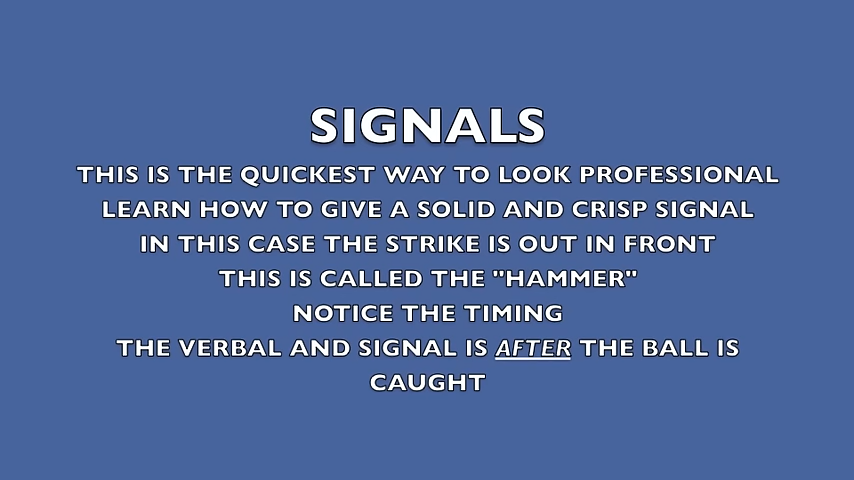 SIGNALS
THIS IS THE QUICKEST WAY TO LOOK PROFESSIONAL
LEARN HOW TO GIVE A SOLID AND CRISP SIGNAL
IN THIS CASE THE STRIKE IS OUT IN FRONT
THIS IS CALLED THE "HAMMER"
NOTICE THE TIMING
THE VERBAL AND SIGNAL IS AFTER THE BALL IS
CAUGHT